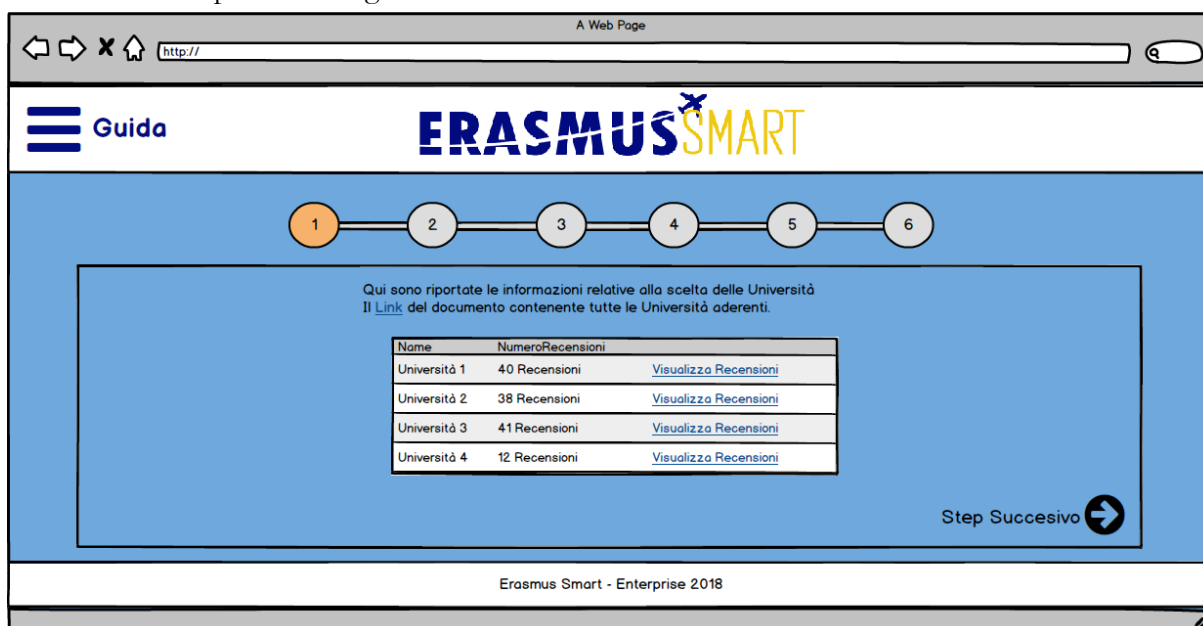 A Web Page
http://
Guida
ERASMUS SMART
1 2 3 4 5 6
Qui sono riportate le informazioni relative alla scelta delle Università
Il Link del documento contenente tutte le Università aderenti.
Name NumeroRecensioni
Università 1 40 Recensioni Visualizza Recensioni
Università 2 38 Recensioni Visualizza Recensioni
Università 3 41 Recensioni Visualizza Recensioni
Università 4 12 Recensioni Visualizza Recensioni
Step Succesivo
Erasmus Smart - Enterprise 2018